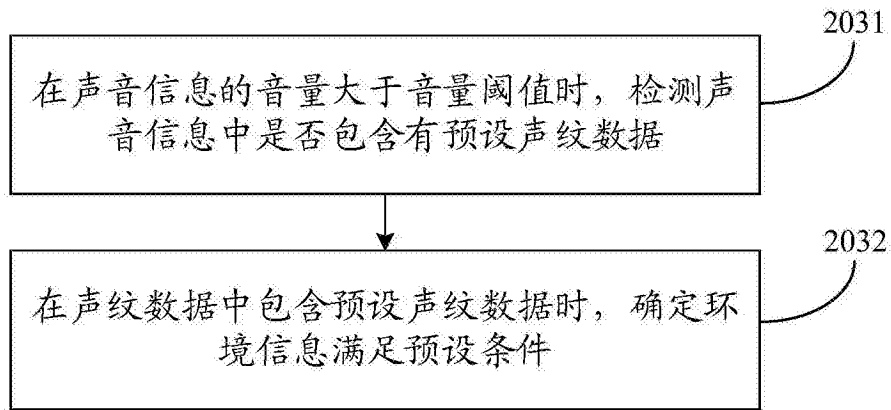 2031
在声音信息的音量大于音量阈值时，检测声
音信息中是否包含有预设声纹数据
2032
在声纹数据中包含预设声纹数据时，确定环
境信息满足预设条件